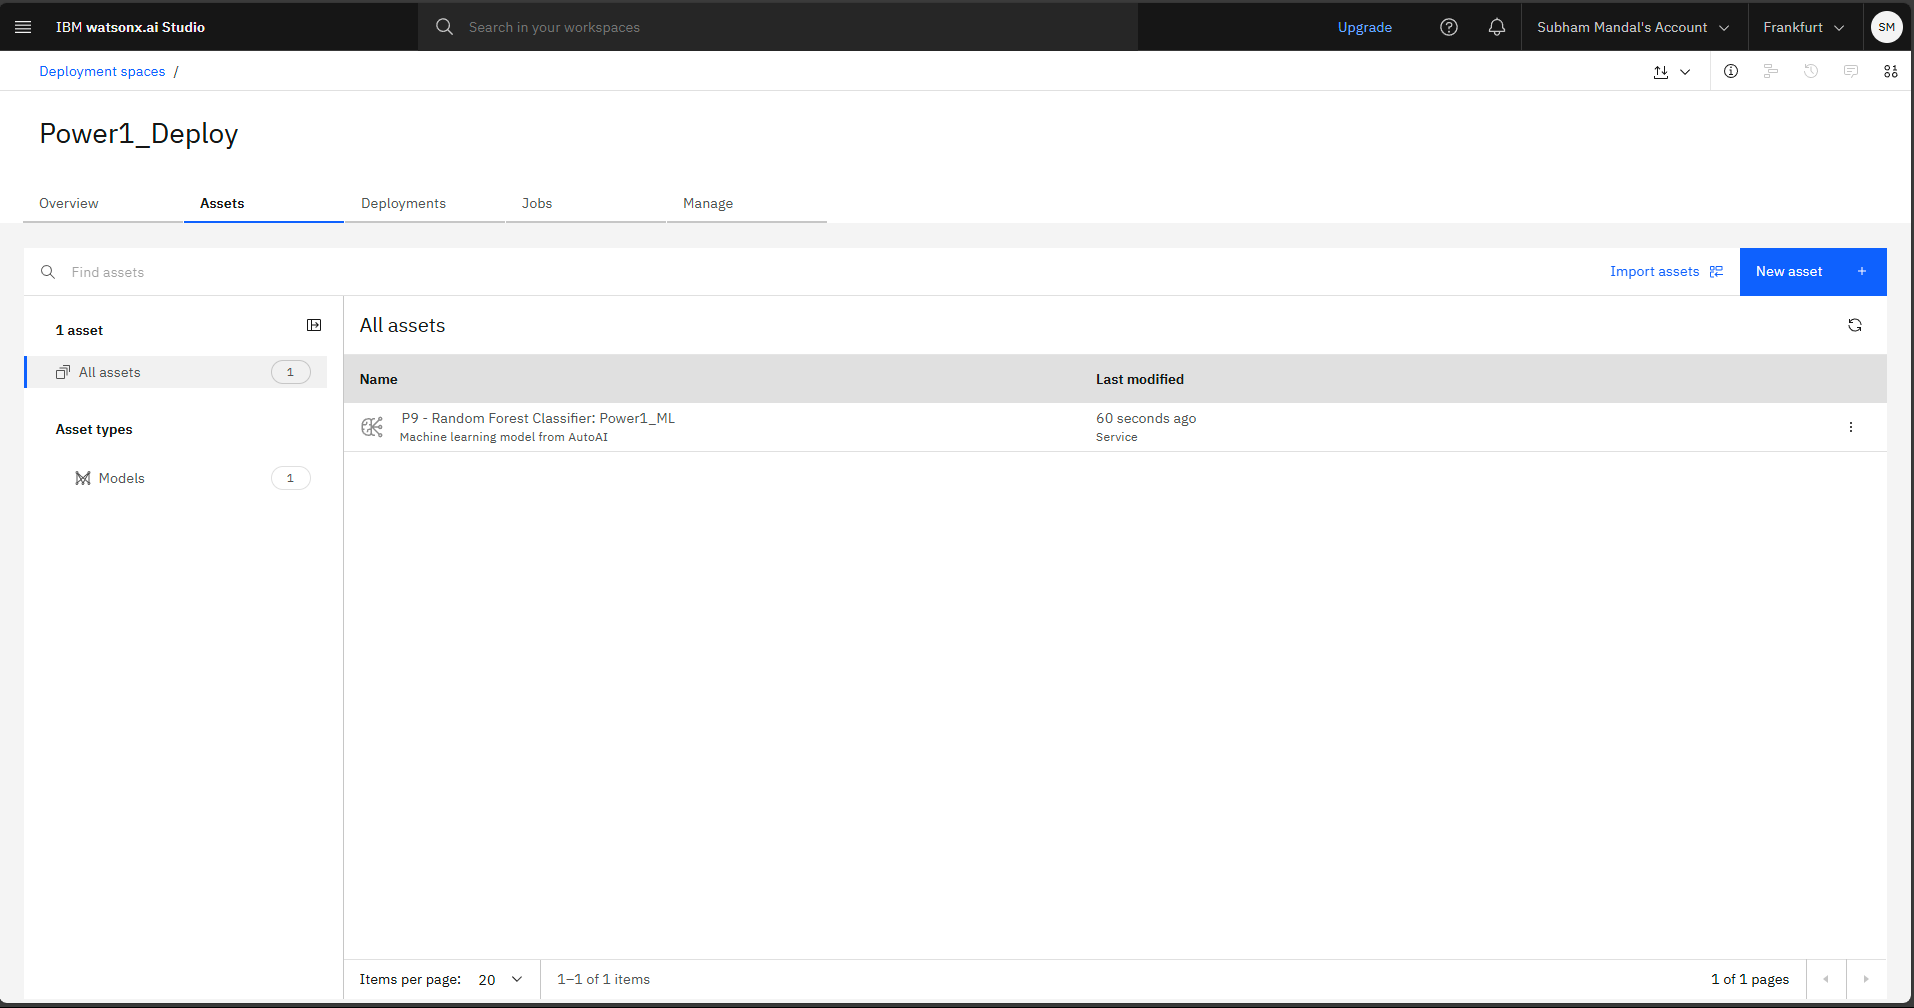 IBM watsonx.ai Studio
Search in your workspaces
Upgrade
Subham Mandal's Account
Frankfurt
SM
Deployment spaces /
Power1_Deploy
Overview
Assets
Deployments
Jobs
Manage
Find assets
Import assets
New asset +
1 asset
All assets 1
Asset types
Models 1
All assets
Name
Last modified
P9 - Random Forest Classifier: Power1_ML
Machine learning model from AutoAI
60 seconds ago
Service
Items per page: 20
1–1 of 1 items
1 of 1 pages